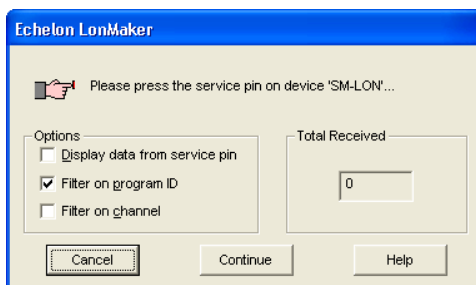 Echelon LonMaker
Please press the service pin on device 'SM-LON'...
Options
Display data from service pin
Filter on program ID
Filter on channel
Total Received
0
Cancel
Continue
Help